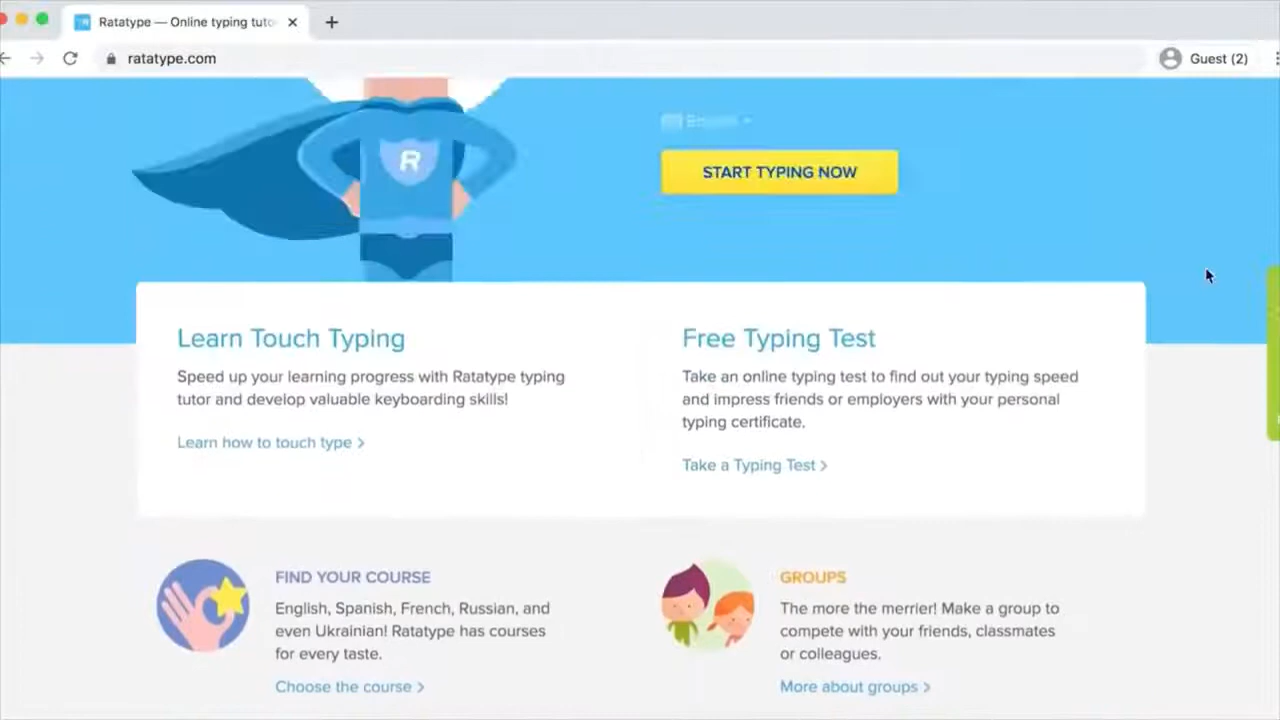 Ratatype — Online typing tuto
ratatype.com
Guest (2)
R
START TYPING NOW
Learn Touch Typing
Speed up your learning progress with Ratatype typing
tutor and develop valuable keyboarding skills!
Learn how to touch type >
Free Typing Test
Take an online typing test to find out your typing speed
and impress friends or employers with your personal
typing certificate.
Take a Typing Test >
FIND YOUR COURSE
English, Spanish, French, Russian, and
even Ukrainian! Ratatype has courses
for every taste.
Choose the course >
GROUPS
The more the merrier! Make a group to
compete with your friends, classmates
or colleagues.
More about groups >